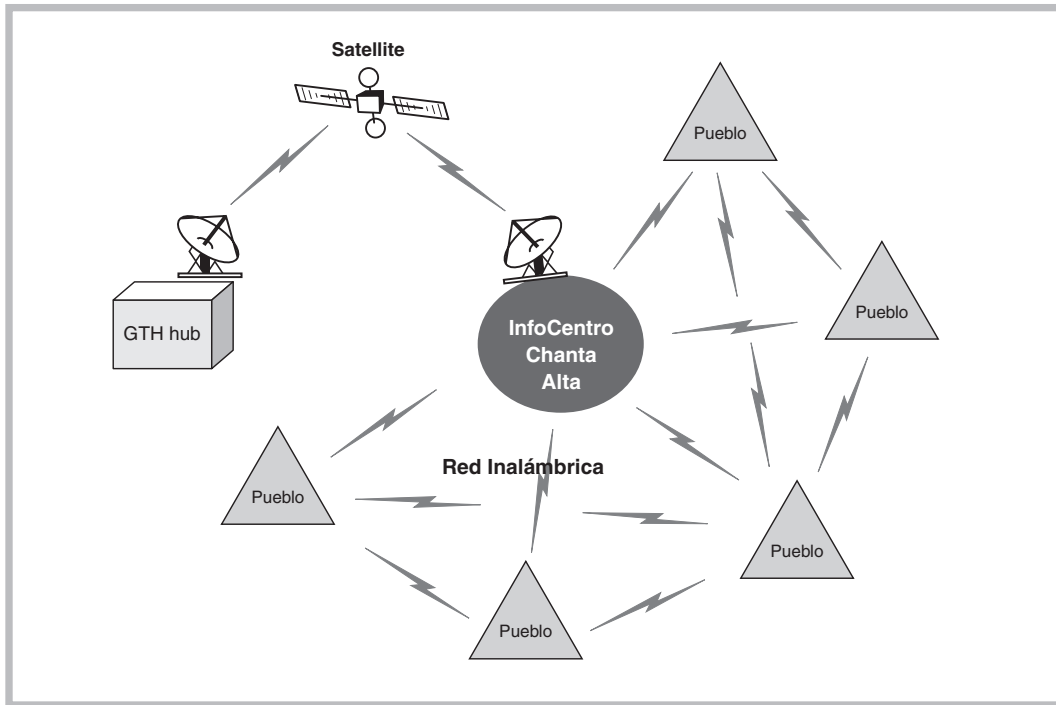 Satellite
Pueblo
GTH hub
Pueblo
InfoCentro
Chanta
Alta
Red Inalámbrica
Pueblo
Pueblo
Pueblo